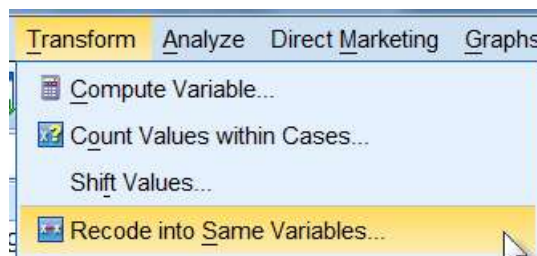 Transform Analyze Direct Marketing Graphs
Compute Variable...
Count Values within Cases...
Shift Values...
Recode into Same Variables...